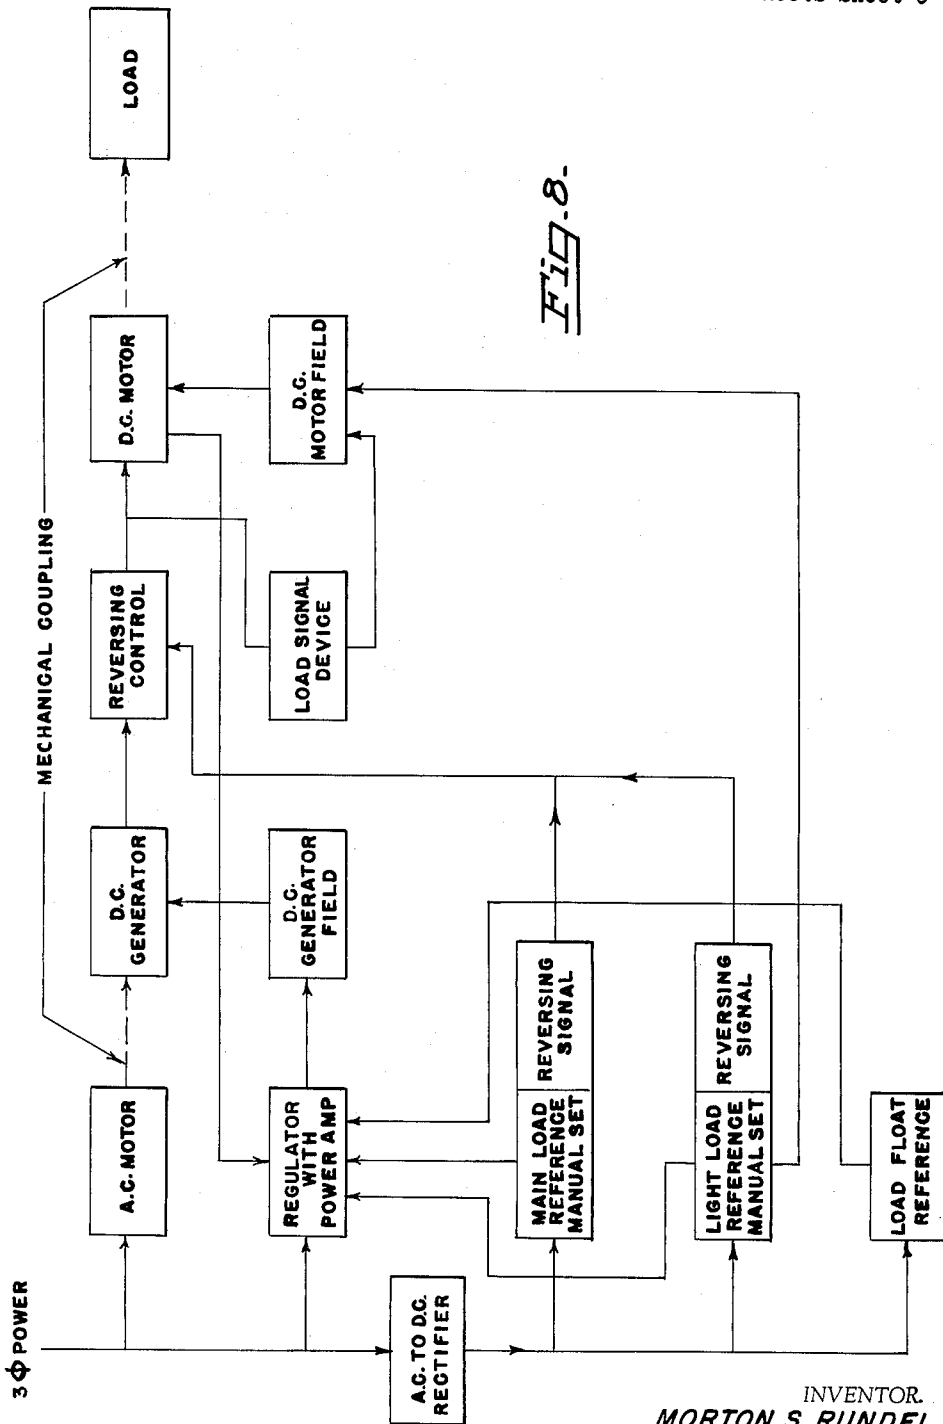 3 Φ POWER
MECHANICAL COUPLING
A.C. MOTOR
D.C.
GENERATOR
REVERSING
CONTROL
D.C. MOTOR
LOAD
REGULATOR
WITH
POWER AMP
D.C.
GENERATOR
FIELD
LOAD SIGNAL
DEVICE
D.C.
MOTOR FIELD
A.C. TO D.C.
RECTIFIER
MAIN LOAD
REFERENCE
MANUAL SET
REVERSING
SIGNAL
LIGHT LOAD
REFERENCE
MANUAL SET
REVERSING
SIGNAL
LOAD FLOAT
REFERENCE
Fig. 8.
INVENTOR.
MORTON S. RUNDEL